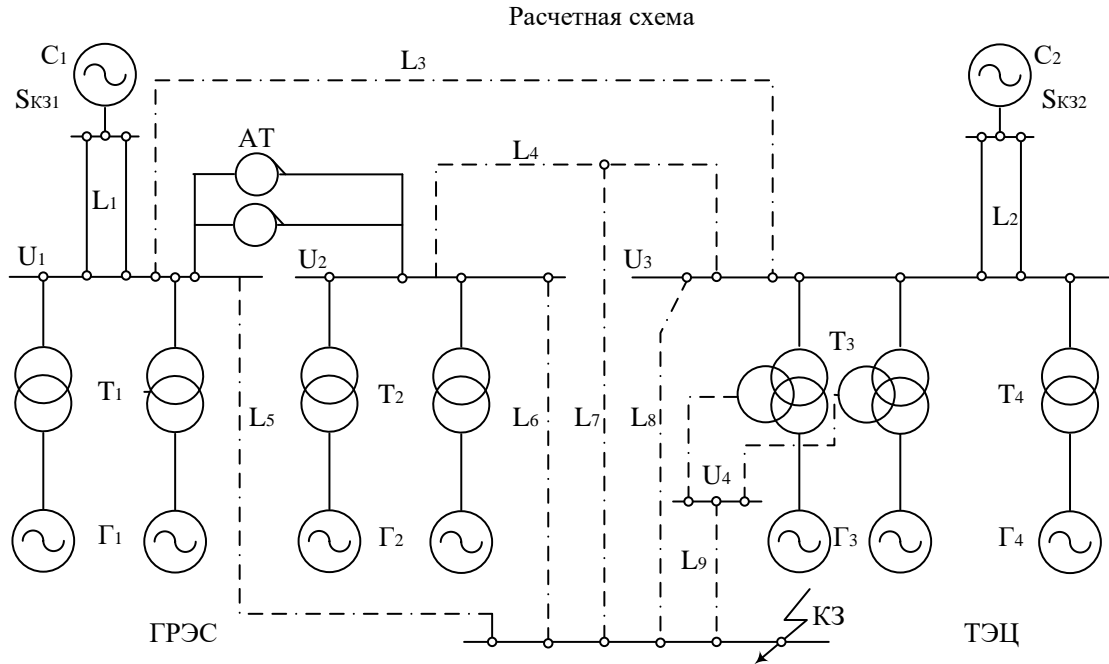 Расчетная схема
C1
L3
C2
SКЗ1
SКЗ2
АТ
L4
L1
L2
U1
U2
U3
T3
T1
T2
T4
L5
L6
L7
L8
U4
Г1
Г2
Г3
Г4
L9
КЗ
ГРЭС
ТЭЦ